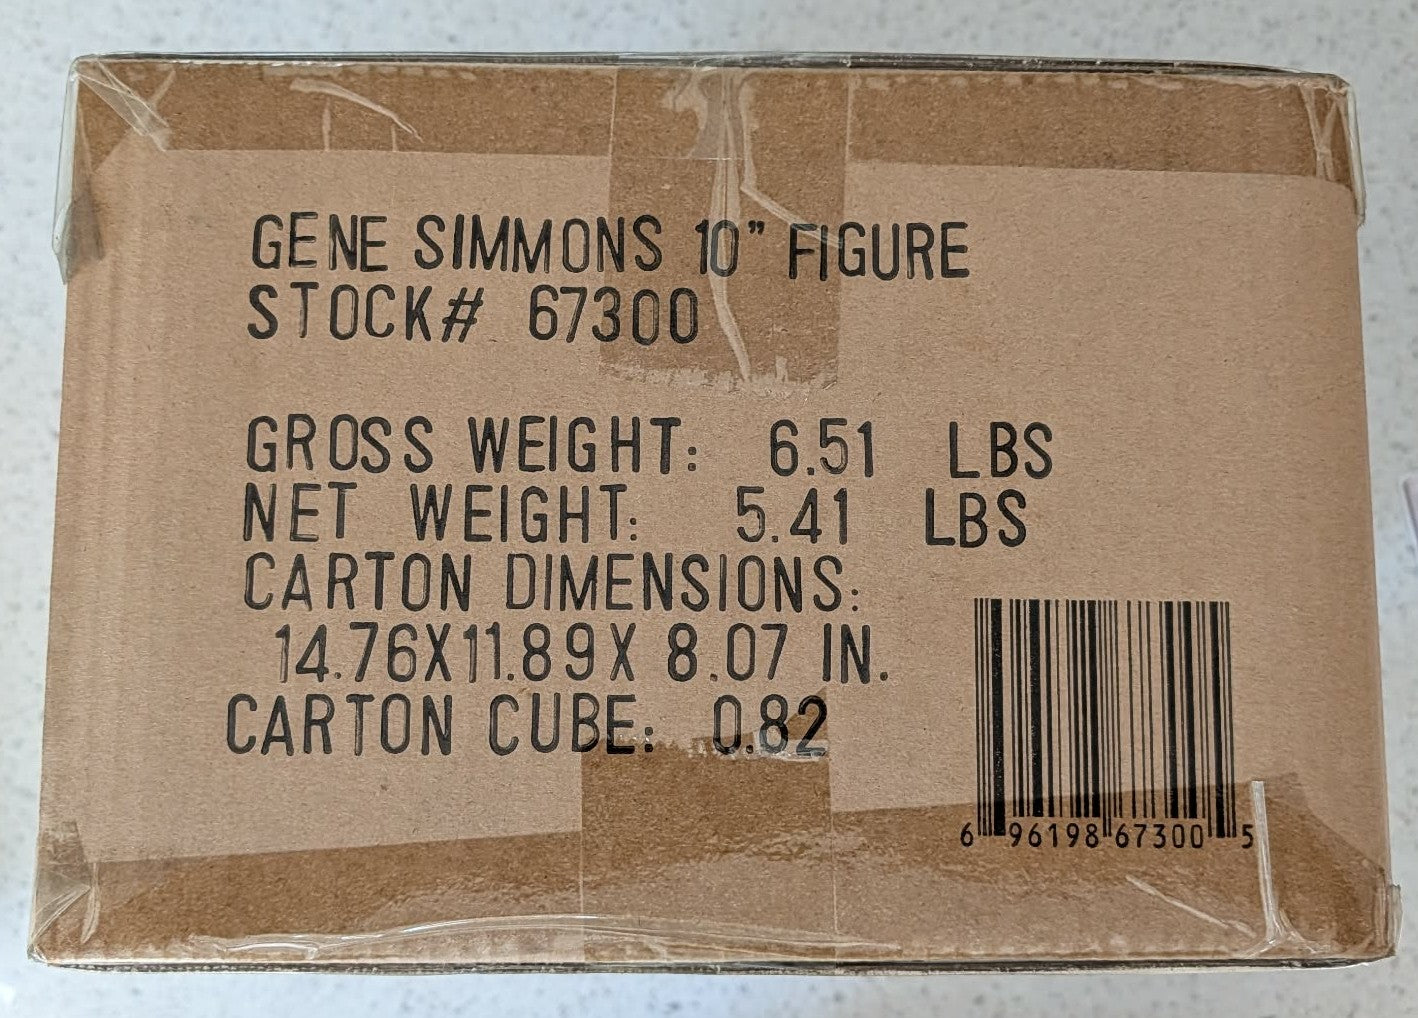 GENE SIMMONS 10" FIGURE
STOCK# 67300
GROSS WEIGHT: 6.51 LBS
NET WEIGHT: 5.41 LBS
CARTON DIMENSIONS:
14.76X11.89X 8.07 IN.
CARTON CUBE: 0.82
6 96198 67300 5